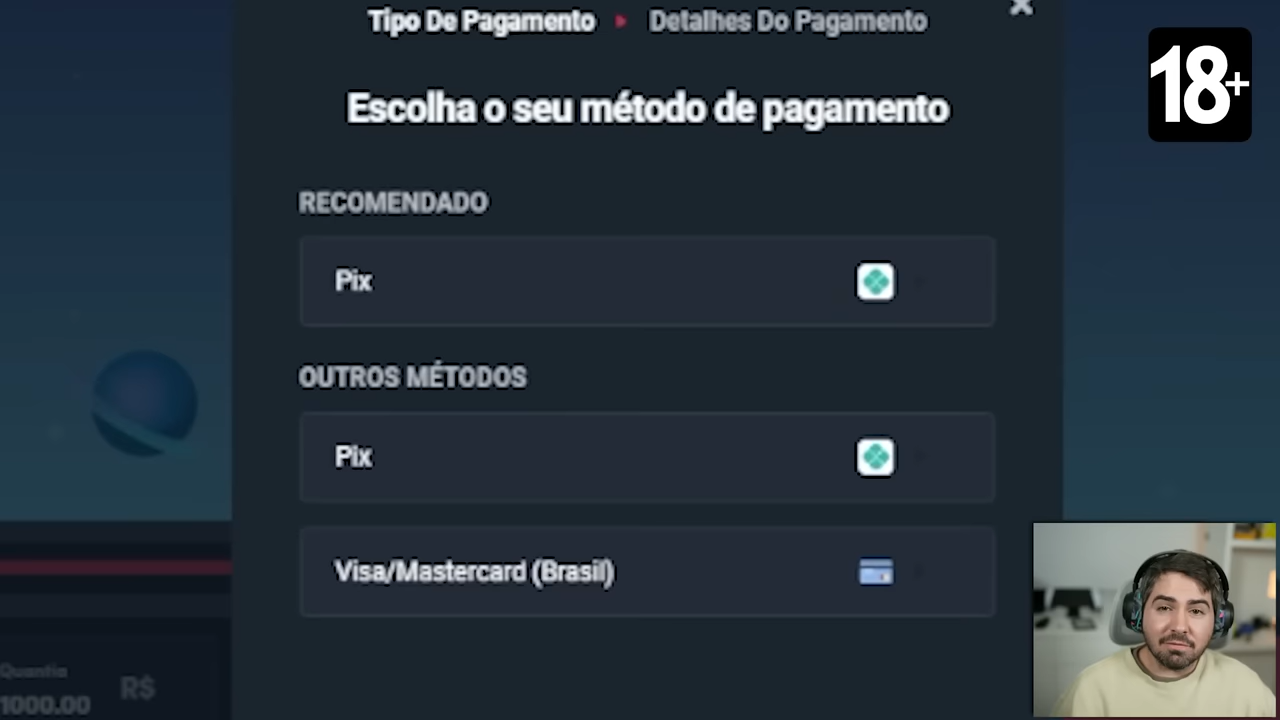 Tipo De Pagamento ▸ Detalhes Do Pagamento
18+
Escolha o seu método de pagamento
RECOMENDADO
Pix
OUTROS MÉTODOS
Pix
Visa/Mastercard (Brasil)
Quantia
1000.00 R$